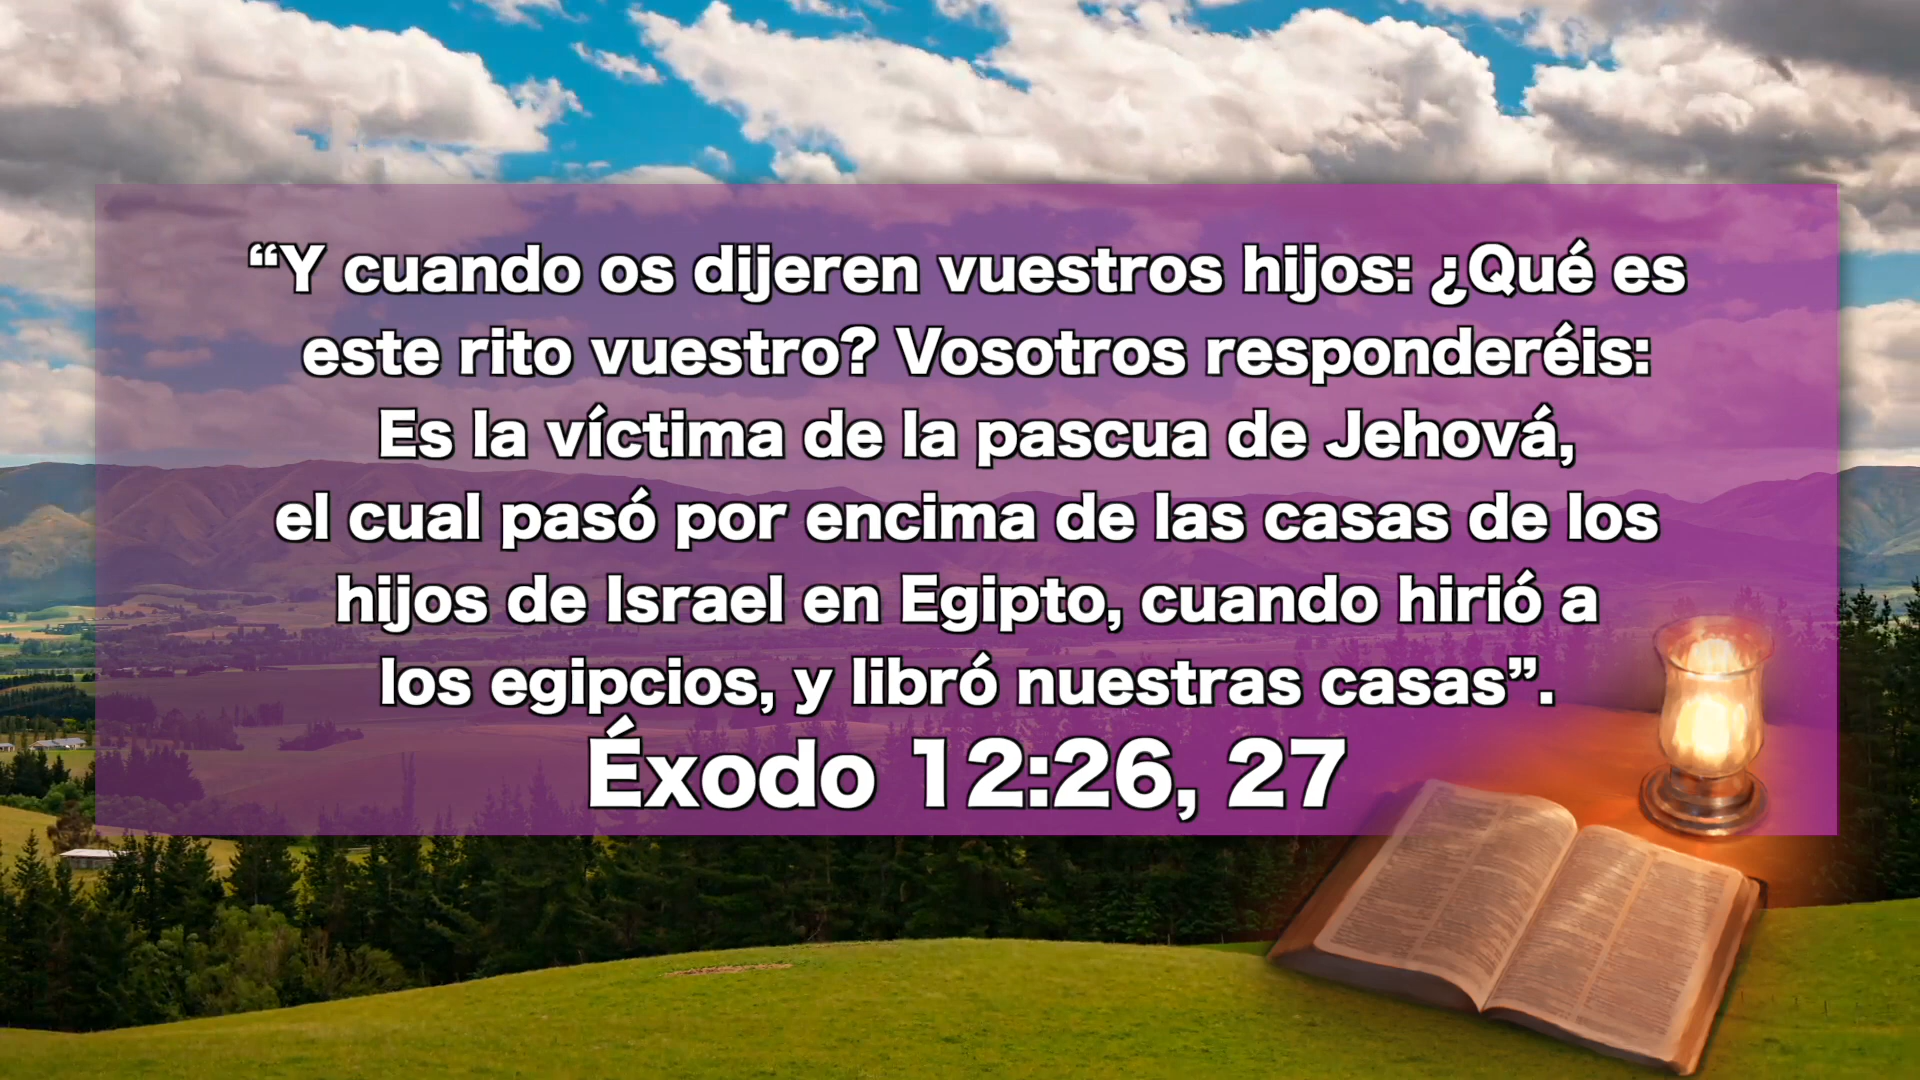 “Y cuando os dijeren vuestros hijos: ¿Qué es
este rito vuestro? Vosotros responderéis:
Es la víctima de la pascua de Jehová,
el cual pasó por encima de las casas de los
hijos de Israel en Egipto, cuando hirió a
los egipcios, y libró nuestras casas”.
Éxodo 12:26, 27